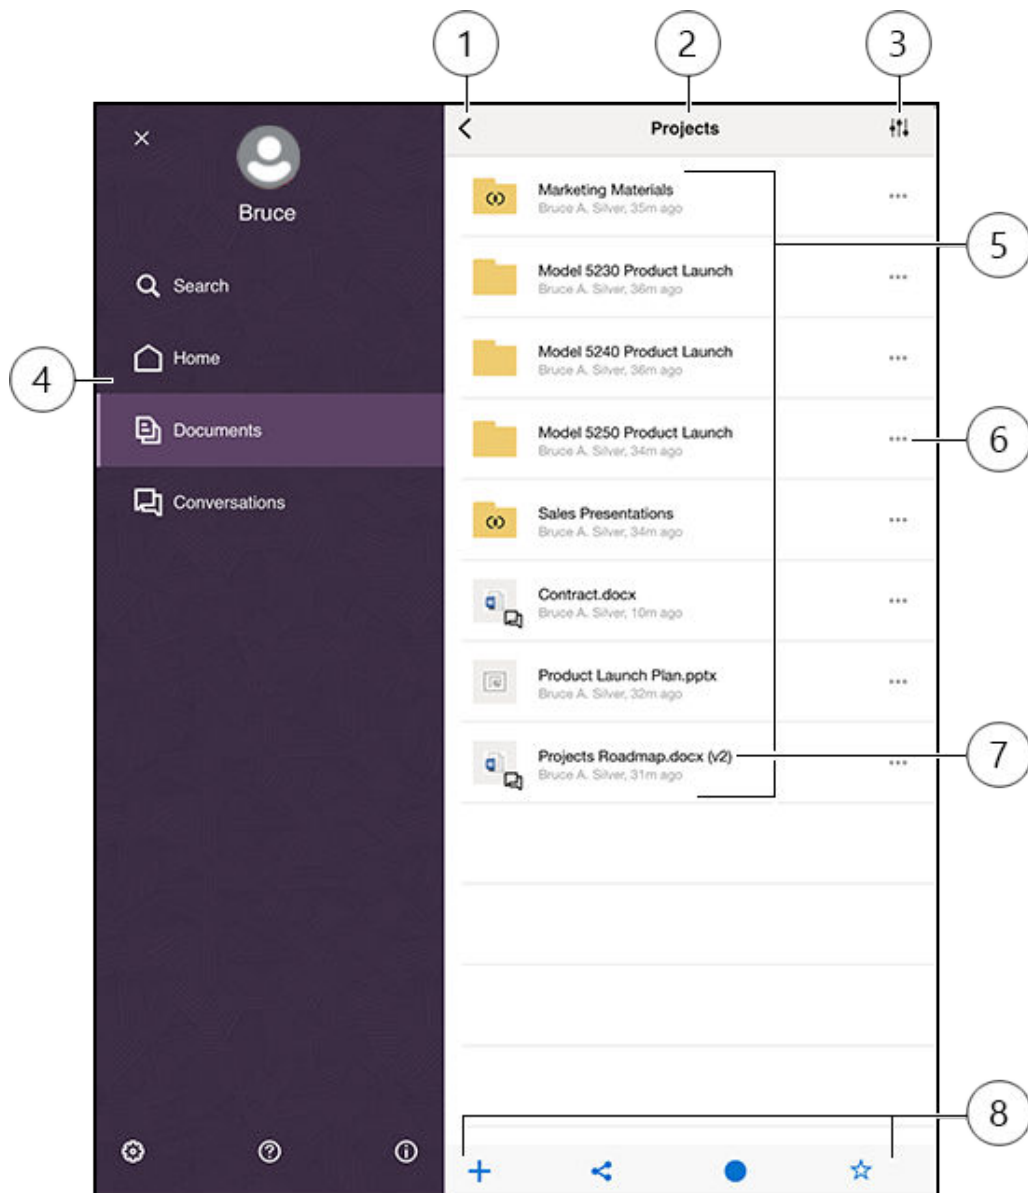 1
2
3
Projects
Bruce
Search
Home
Documents
Conversations
4
Marketing Materials
Bruce A. Silver, 35m ago
Model 5230 Product Launch
Bruce A. Silver, 36m ago
Model 5240 Product Launch
Bruce A. Silver, 36m ago
Model 5250 Product Launch
Bruce A. Silver, 34m ago
Sales Presentations
Bruce A. Silver, 34m ago
Contract.docx
Bruce A. Silver, 10m ago
Product Launch Plan.pptx
Bruce A. Silver, 32m ago
Projects Roadmap.docx (v2)
Bruce A. Silver, 31m ago
5
6
7
8